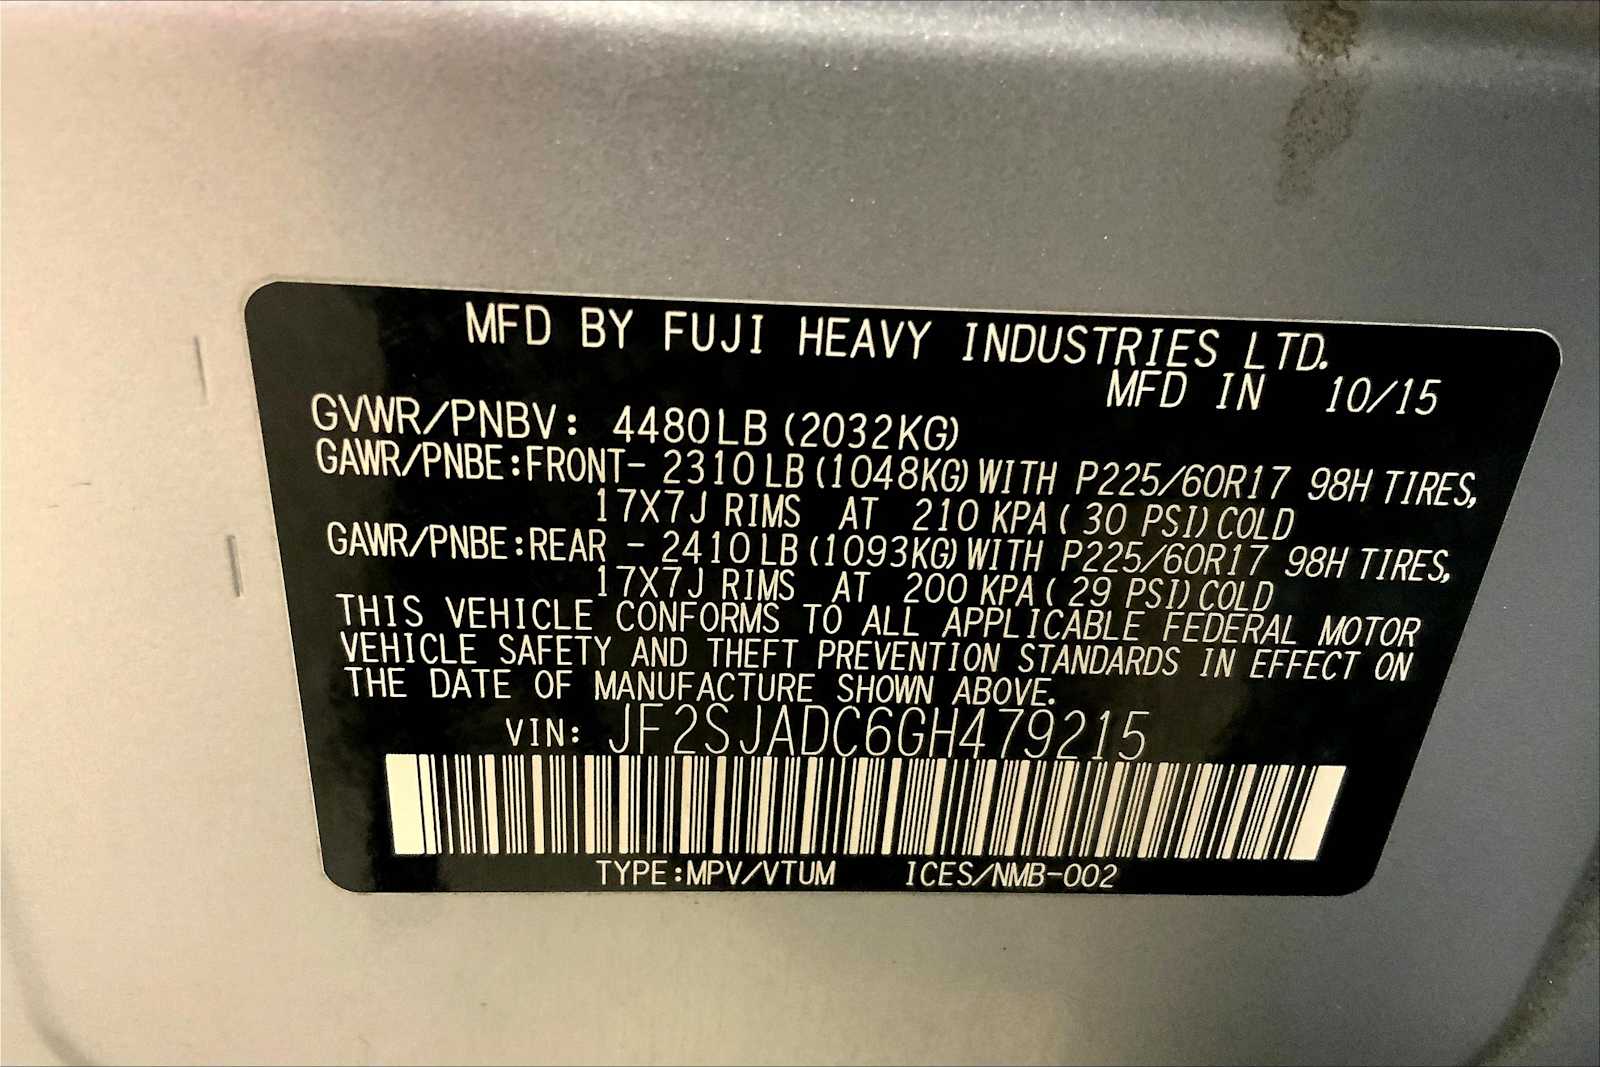 MFD BY FUJI HEAVY INDUSTRIES LTD.
MFD IN 10/15
GVWR/PNBV: 4480LB (2032KG)
GAWR/PNBE:FRONT- 2310LB(1048KG)WITH P225/60R17 98H TIRES,
17X7J RIMS AT 210 KPA( 30 PSI)COLD
GAWR/PNBE:REAR - 2410LB(1093KG)WITH P225/60R17 98H TIRES,
17X7J RIMS AT 200 KPA( 29 PSI)COLD
THIS VEHICLE CONFORMS TO ALL APPLICABLE FEDERAL MOTOR
VEHICLE SAFETY AND THEFT PREVENTION STANDARDS IN EFFECT ON
THE DATE OF MANUFACTURE SHOWN ABOVE.
VIN: JF2SJADC6GH479215
TYPE:MPV/VTUM ICES/NMB-002